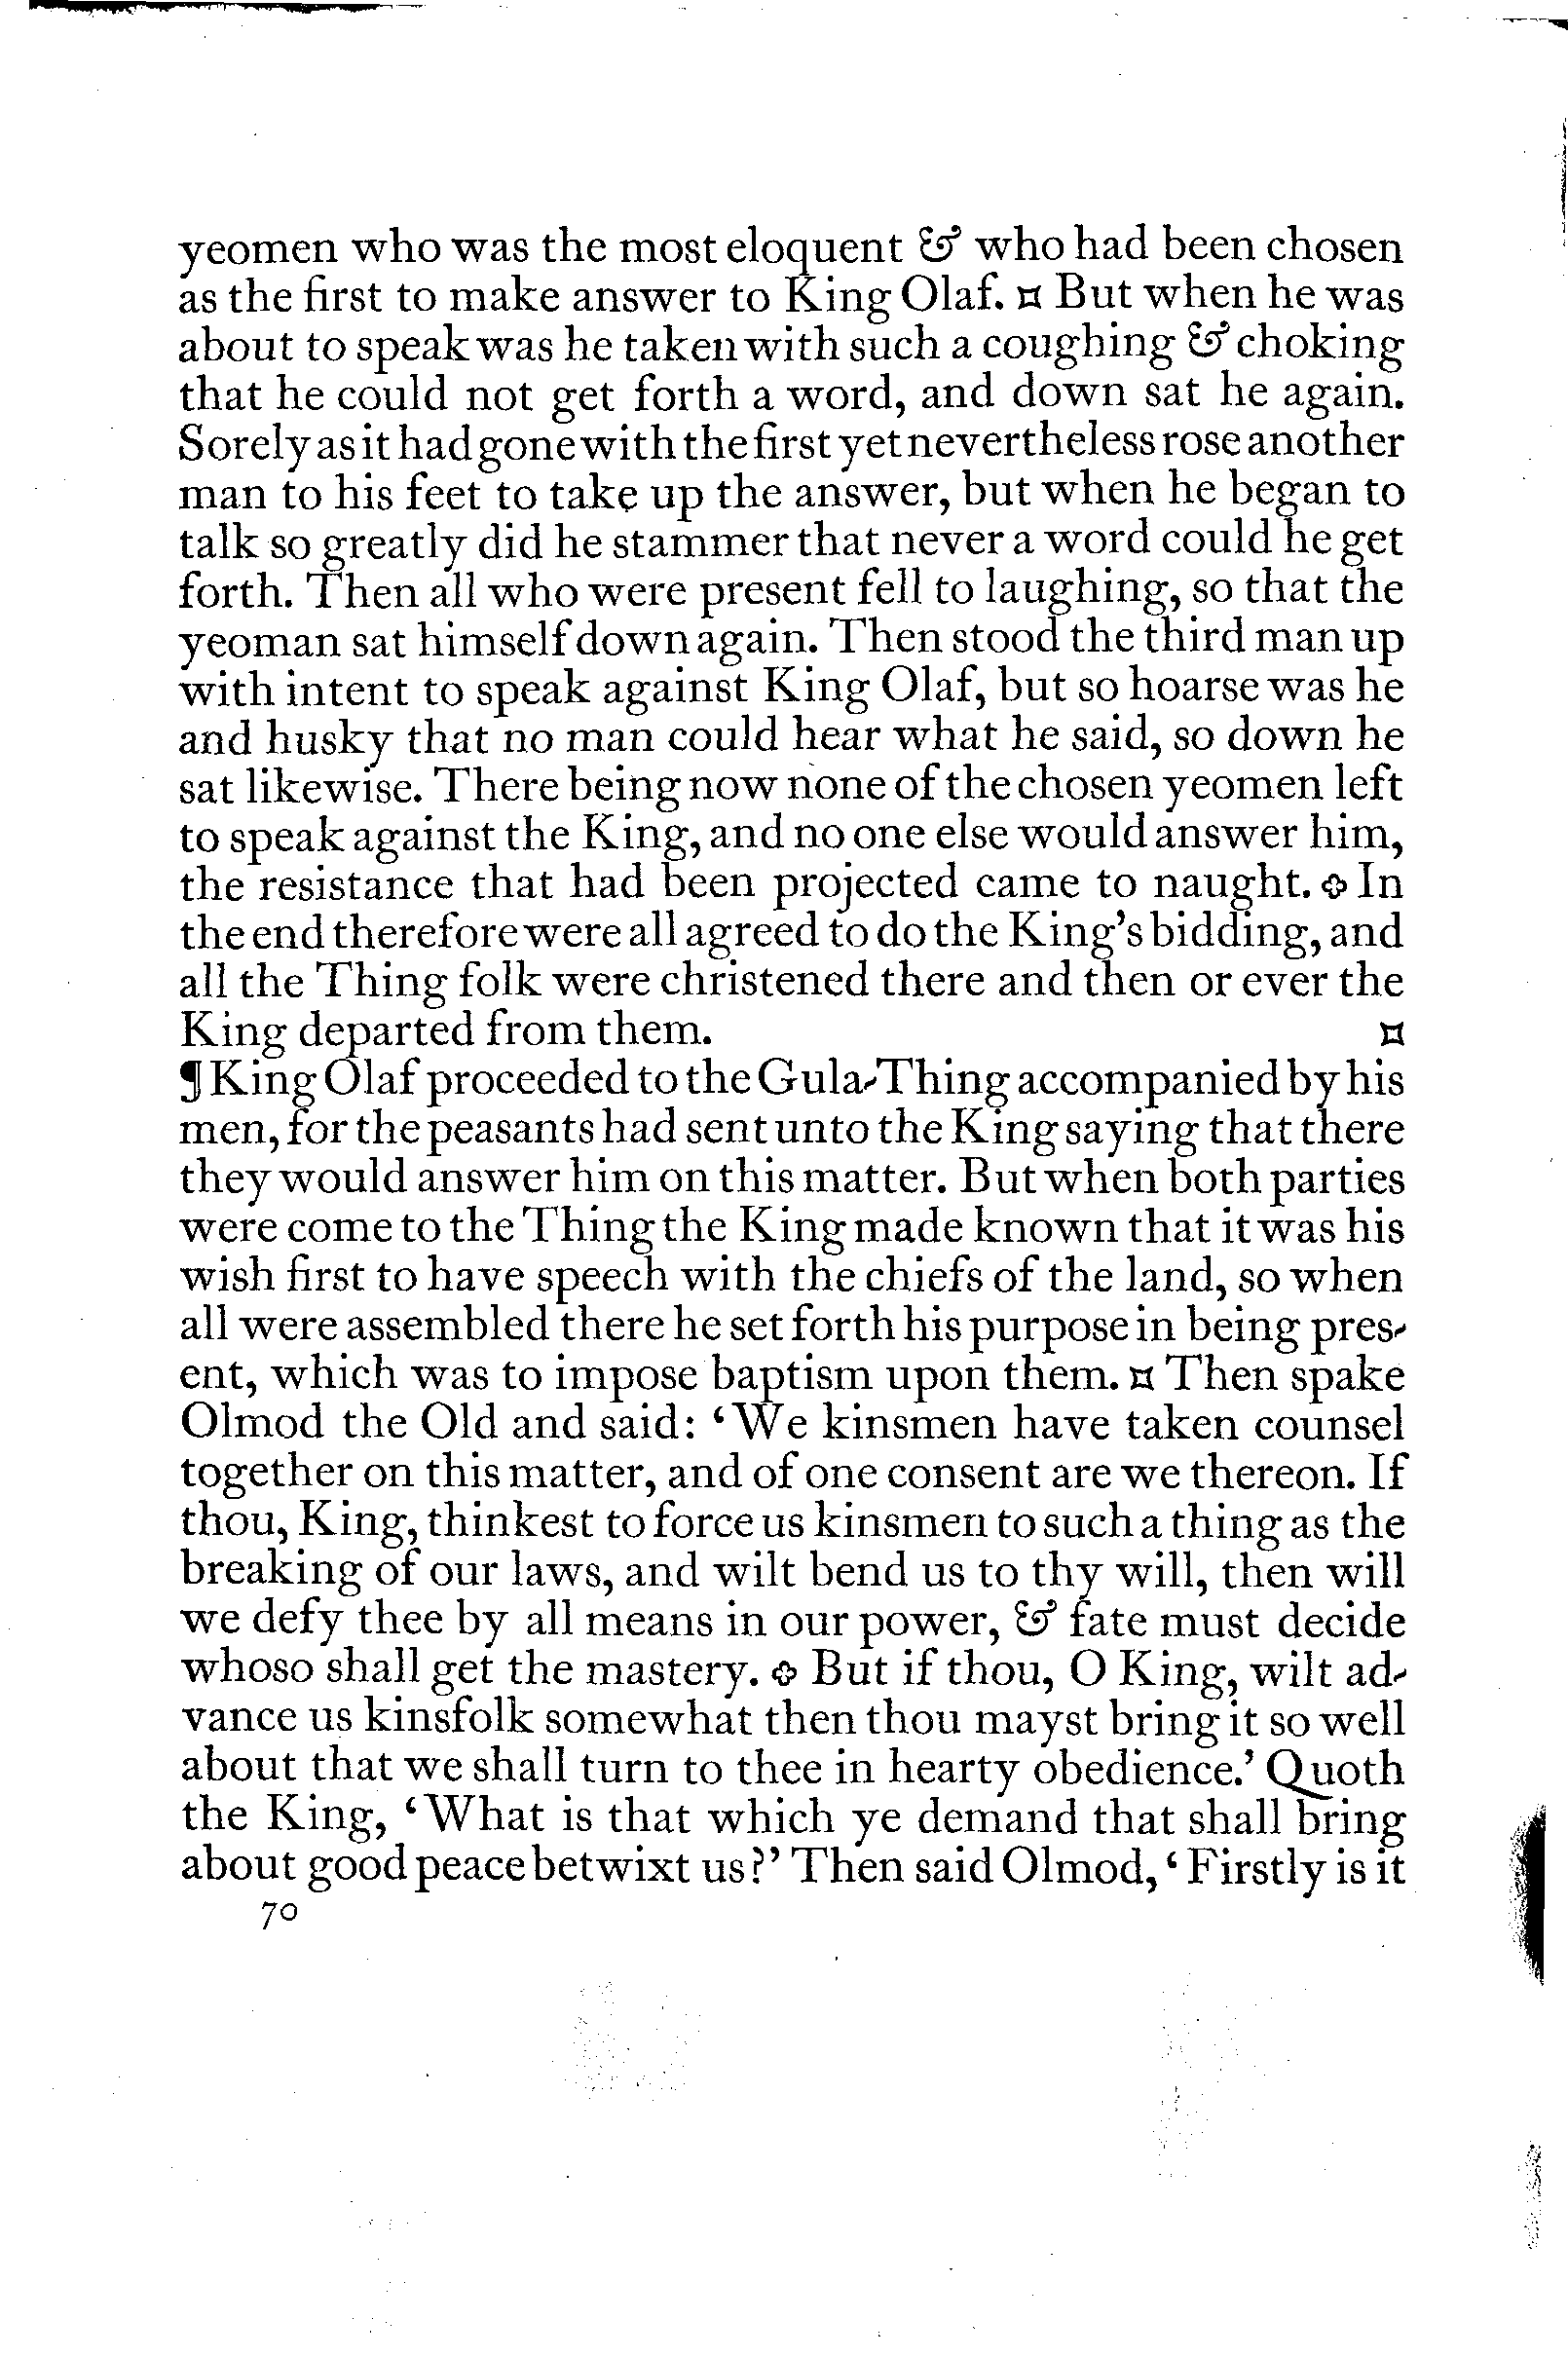 yeomen who was the most eloquent & who had been chosen
as the first to make answer to King Olaf. ¤ But when he was
about to speak was he taken with such a coughing & choking
that he could not get forth a word, and down sat he again.
Sorely as it had gone with the first yet nevertheless rose another
man to his feet to take up the answer, but when he began to
talk so greatly did he stammer that never a word could he get
forth. Then all who were present fell to laughing, so that the
yeoman sat himself down again. Then stood the third man up
with intent to speak against King Olaf, but so hoarse was he
and husky that no man could hear what he said, so down he
sat likewise. There being now none of the chosen yeomen left
to speak against the King, and no one else would answer him,
the resistance that had been projected came to naught. ✥ In
the end therefore were all agreed to do the King's bidding, and
all the Thing folk were christened there and then or ever the
King departed from them. ¤
¶ King Olaf proceeded to the Gula-Thing accompanied by his
men, for the peasants had sent unto the King saying that there
they would answer him on this matter. But when both parties
were come to the Thing the King made known that it was his
wish first to have speech with the chiefs of the land, so when
all were assembled there he set forth his purpose in being pres-
ent, which was to impose baptism upon them. ¤ Then spake
Olmod the Old and said: 'We kinsmen have taken counsel
together on this matter, and of one consent are we thereon. If
thou, King, thinkest to force us kinsmen to such a thing as the
breaking of our laws, and wilt bend us to thy will, then will
we defy thee by all means in our power, & fate must decide
whoso shall get the mastery. ✥ But if thou, O King, wilt ad-
vance us kinsfolk somewhat then thou mayst bring it so well
about that we shall turn to thee in hearty obedience.' Quoth
the King, 'What is that which ye demand that shall bring
about good peace betwixt us?' Then said Olmod, 'Firstly is it
70